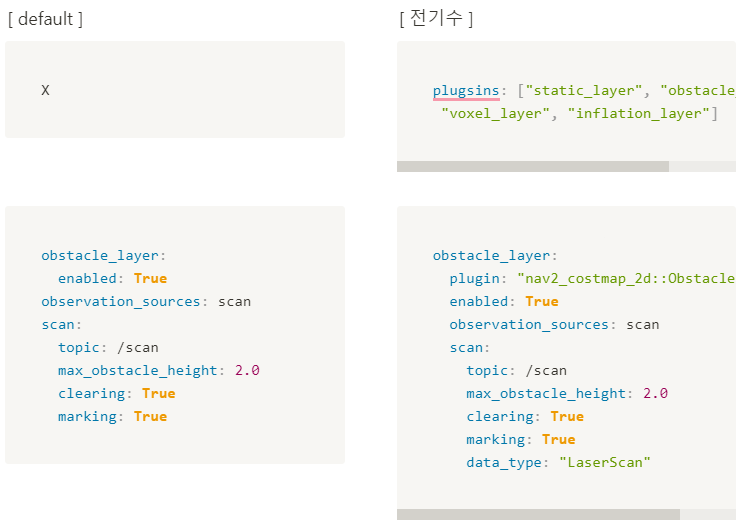 [ default ]
X
obstacle_layer:
  enabled: True
observation_sources: scan
scan:
  topic: /scan
  max_obstacle_height: 2.0
  clearing: True
  marking: True
[ 전기수 ]
plugsins: ["static_layer", "obstacle_
 "voxel_layer", "inflation_layer"]
obstacle_layer:
  plugin: "nav2_costmap_2d::Obstacle
  enabled: True
  observation_sources: scan
  scan:
    topic: /scan
    max_obstacle_height: 2.0
    clearing: True
    marking: True
    data_type: "LaserScan"